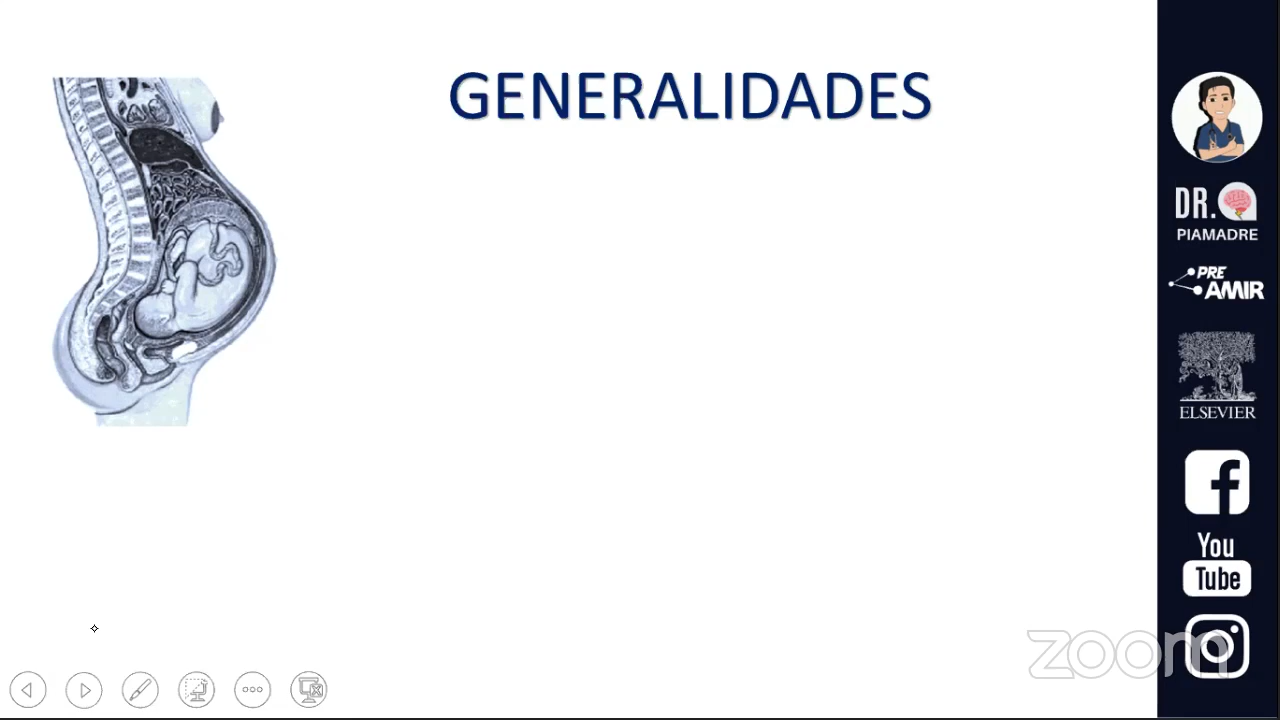 GENERALIDADES
DR.
PIAMADRE
PRE
AMIR
ELSEVIER
You
Tube
zoom